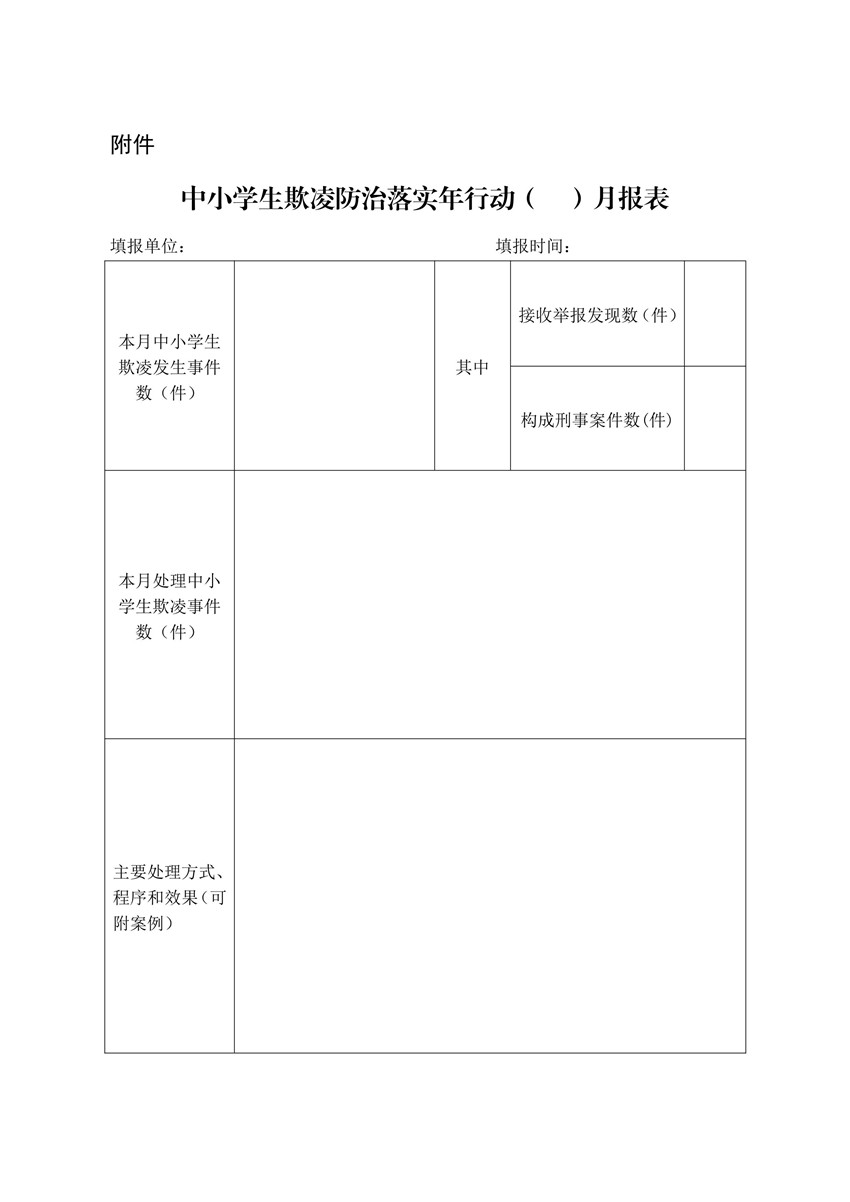 附件
中小学生欺凌防治落实年行动（　）月报表
填报单位：　填报时间：
本月中小学生
欺凌发生事件
数（件）
其中
接收举报发现数（件）
构成刑事案件数(件)
本月处理中小
学生欺凌事件
数（件）
主要处理方式、
程序和效果（可
附案例）